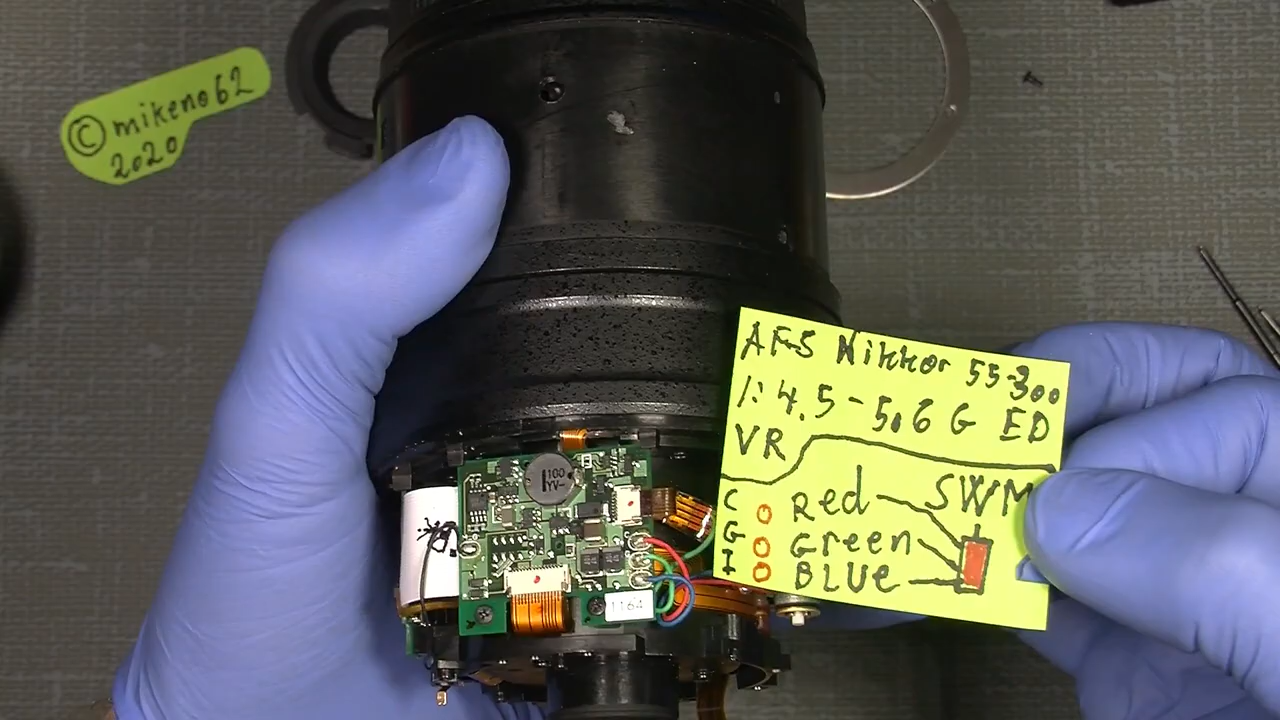 © mikeno62
2020
AF-S Nikkor 55-300
1:4.5-5.6 G ED
VR
SWM
C Red
G Green
I BLUe
100
YV-
1164